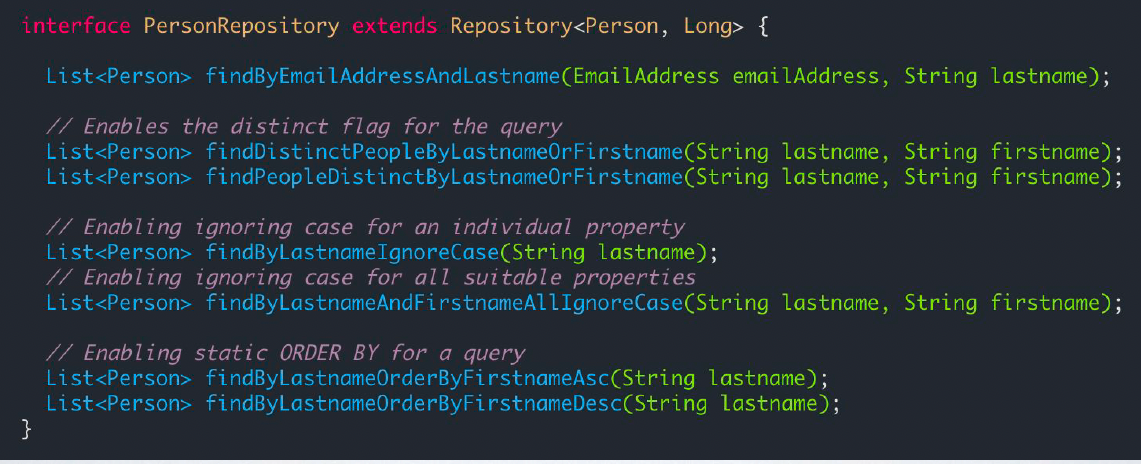 interface PersonRepository extends Repository<Person, Long> {
List<Person> findByEmailAddressAndLastname(EmailAddress emailAddress, String lastname);
// Enables the distinct flag for the query
List<Person> findDistinctPeopleByLastnameOrFirstname(String lastname, String firstname);
List<Person> findPeopleDistinctByLastnameOrFirstname(String lastname, String firstname);
// Enabling ignoring case for an individual property
List<Person> findByLastnameIgnoreCase(String lastname);
// Enabling ignoring case for all suitable properties
List<Person> findByLastnameAndFirstnameAllIgnoreCase(String lastname, String firstname);
// Enabling static ORDER BY for a query
List<Person> findByLastnameOrderByFirstnameAsc(String lastname);
List<Person> findByLastnameOrderByFirstnameDesc(String lastname);
}